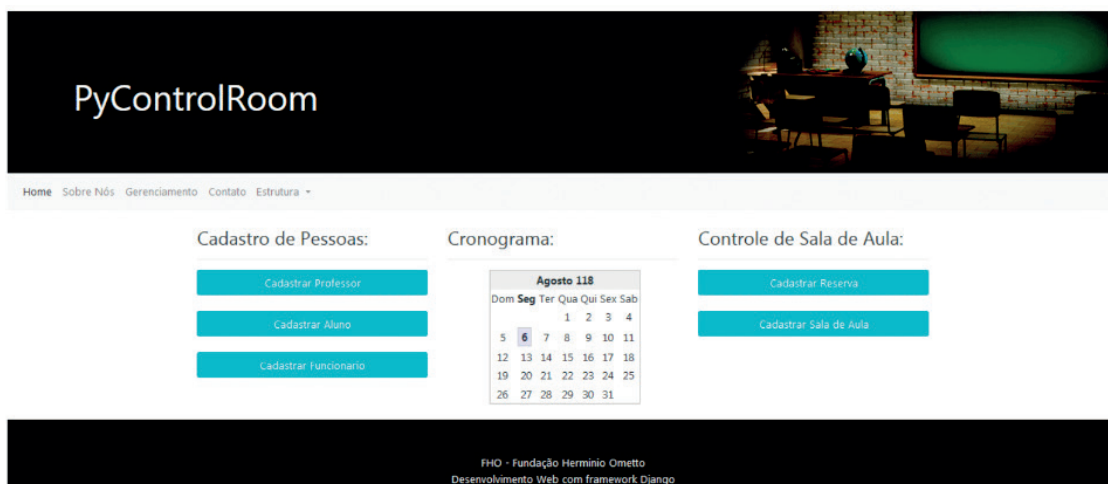 PyControlRoom
Home Sobre Nós Gerenciamento Contato Estrutura
Cadastro de Pessoas:
Cadastrar Professor
Cadastrar Aluno
Cadastrar Funcionario
Cronograma:
Agosto 118
Dom Seg Ter Qua Qui Sex Sab
1 2 3 4
5 6 7 8 9 10 11
12 13 14 15 16 17 18
19 20 21 22 23 24 25
26 27 28 29 30 31
Controle de Sala de Aula:
Cadastrar Reserva
Cadastrar Sala de Aula
FHO - Fundação Herminio Ometto
Desenvolvimento Web com framework Django